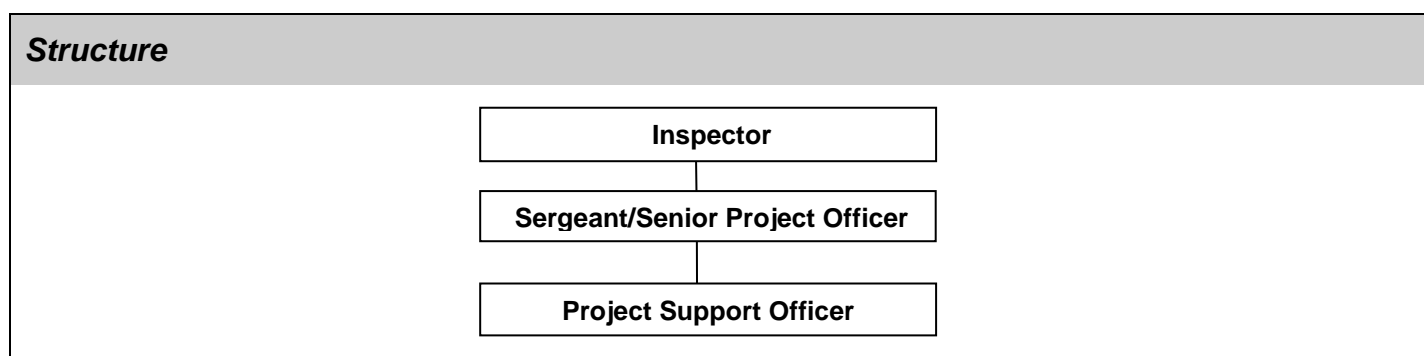 Structure
Inspector
Sergeant/Senior Project Officer
Project Support Officer